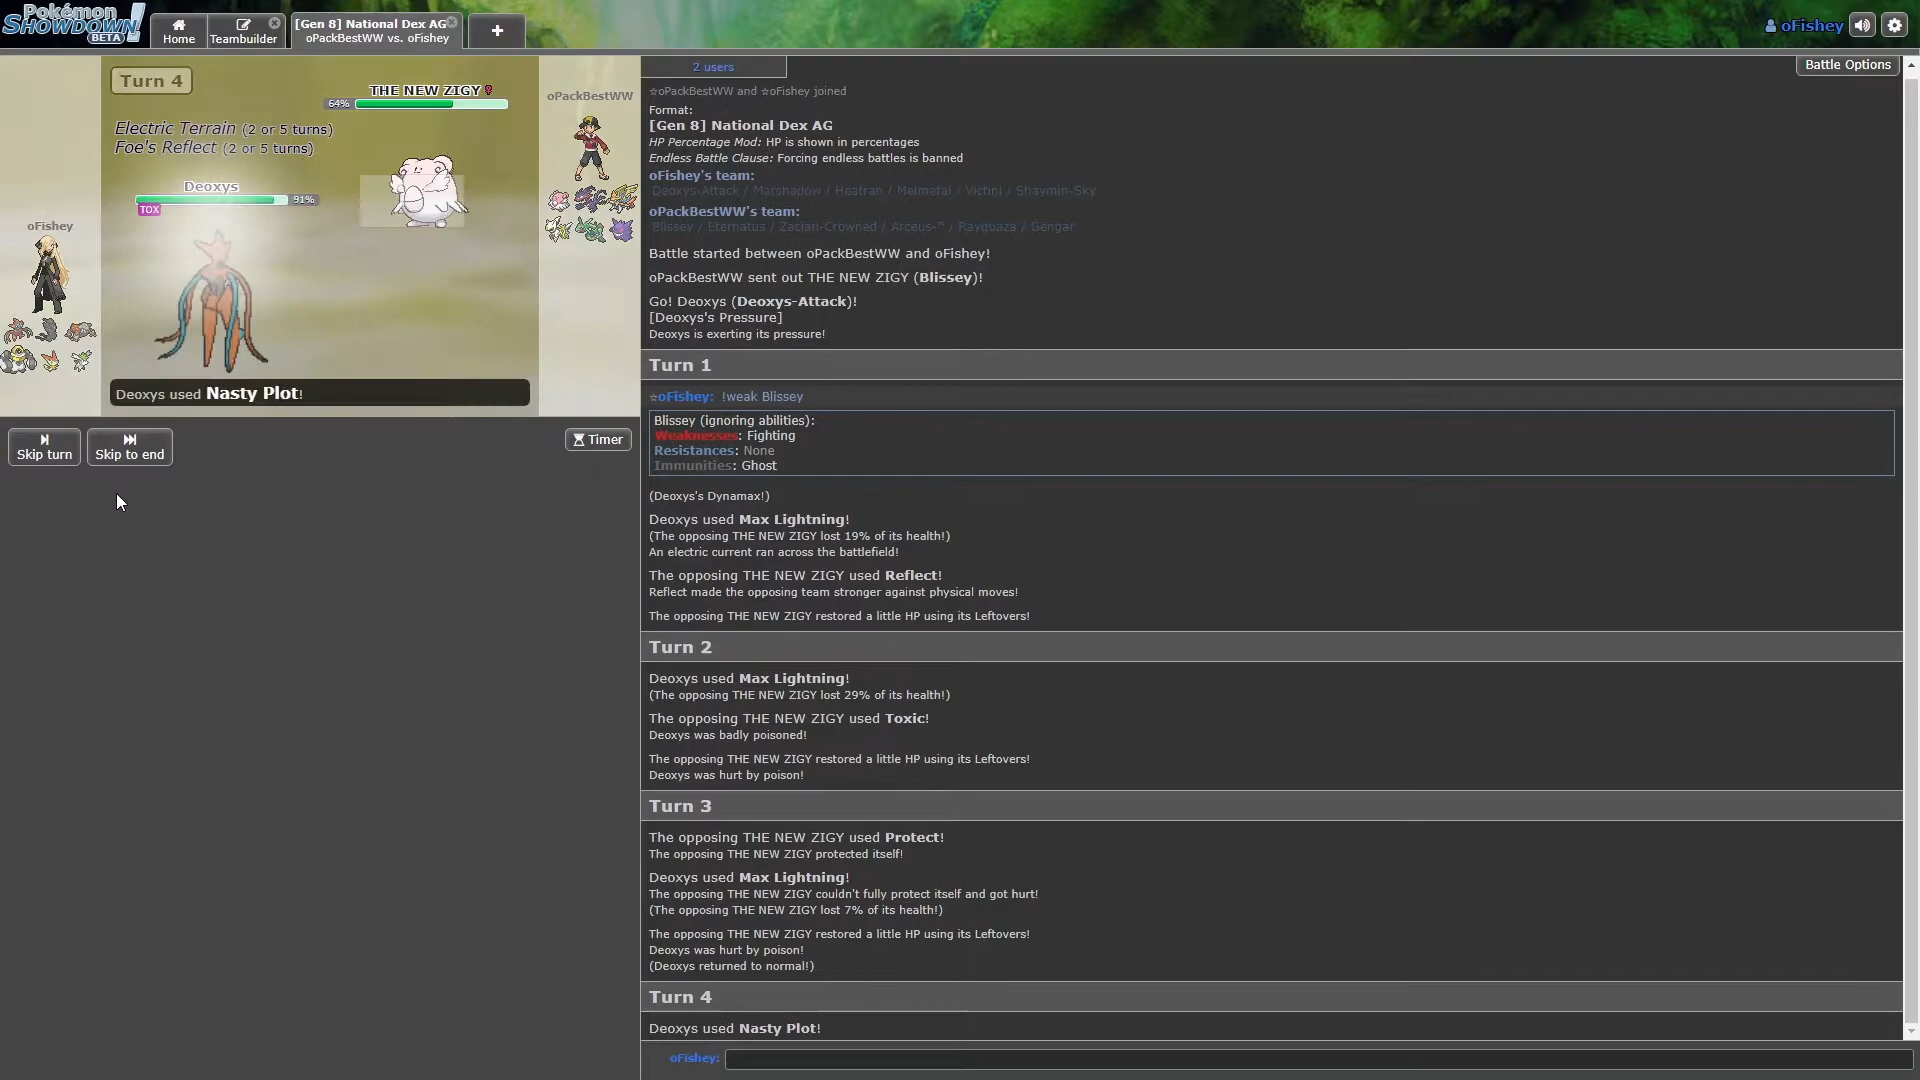 Pokémon
SHOWDOWN!
BETA
Home
Teambuilder
[Gen 8] National Dex AG
oPackBestWW vs. oFishey
+
oFishey
Turn 4
THE NEW ZIGY
64%
Electric Terrain (2 or 5 turns)
Foe's Reflect (2 or 5 turns)
Deoxys
91%
TOX
oFishey
oPackBestWW
Deoxys used Nasty Plot!
Skip turn
Skip to end
Timer
2 users
Battle Options
☆oPackBestWW and ☆oFishey joined
Format:
[Gen 8] National Dex AG
HP Percentage Mod: HP is shown in percentages
Endless Battle Clause: Forcing endless battles is banned
oFishey's team:
Deoxys-Attack / Marshadow / Heatran / Melmetal / Victini / Shaymin-Sky
oPackBestWW's team:
Blissey / Eternatus / Zacian-Crowned / Arceus-* / Rayquaza / Gengar
Battle started between oPackBestWW and oFishey!
oPackBestWW sent out THE NEW ZIGY (Blissey)!
Go! Deoxys (Deoxys-Attack)!
[Deoxys's Pressure]
Deoxys is exerting its pressure!
Turn 1
☆oFishey: !weak Blissey
Blissey (ignoring abilities):
Weaknesses: Fighting
Resistances: None
Immunities: Ghost
(Deoxys's Dynamax!)
Deoxys used Max Lightning!
(The opposing THE NEW ZIGY lost 19% of its health!)
An electric current ran across the battlefield!
The opposing THE NEW ZIGY used Reflect!
Reflect made the opposing team stronger against physical moves!
The opposing THE NEW ZIGY restored a little HP using its Leftovers!
Turn 2
Deoxys used Max Lightning!
(The opposing THE NEW ZIGY lost 29% of its health!)
The opposing THE NEW ZIGY used Toxic!
Deoxys was badly poisoned!
The opposing THE NEW ZIGY restored a little HP using its Leftovers!
Deoxys was hurt by poison!
Turn 3
The opposing THE NEW ZIGY used Protect!
The opposing THE NEW ZIGY protected itself!
Deoxys used Max Lightning!
The opposing THE NEW ZIGY couldn't fully protect itself and got hurt!
(The opposing THE NEW ZIGY lost 7% of its health!)
The opposing THE NEW ZIGY restored a little HP using its Leftovers!
Deoxys was hurt by poison!
(Deoxys returned to normal!)
Turn 4
Deoxys used Nasty Plot!
oFishey: